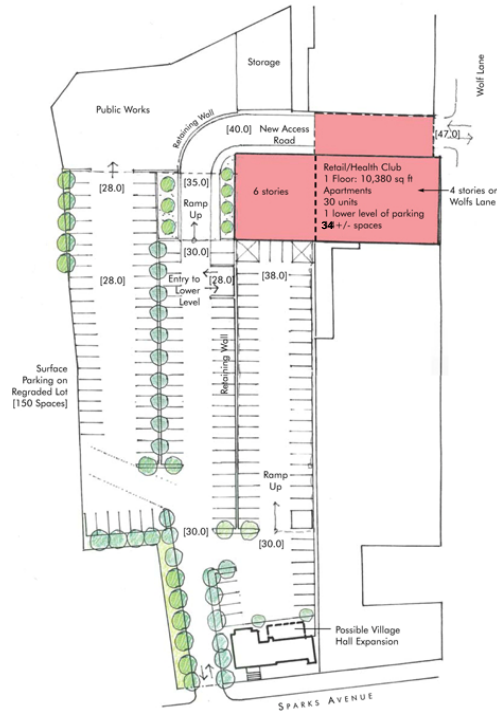 Storage
Wolf Lane
Public Works
Retaining Wall
[40.0] New Access
Road
[47.0]
[28.0]
[35.0]
Ramp
Up
6 stories
Retail/Health Club
1 Floor: 10,380 sq ft
Apartments
30 units
1 lower level of parking
34+/- spaces
4 stories on
Wolfs Lane
[30.0]
[28.0]
Entry to
Lower
Level
[28.0]
[38.0]
Retaining Wall
Surface
Parking on
Regraded Lot
[150 Spaces]
Ramp
Up
[30.0]
[30.0]
Possible Village
Hall Expansion
SPARKS AVENUE